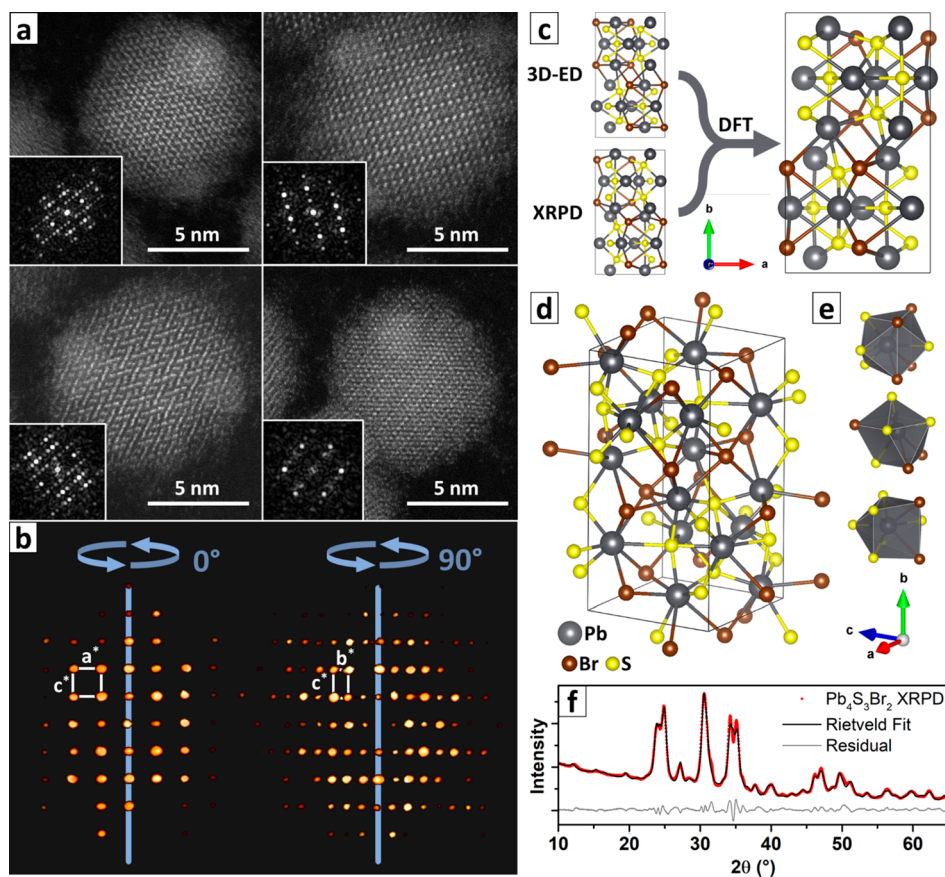 a
5 nm
5 nm
5 nm
5 nm
b
0°
90°
a*
c*
b*
c*
c
3D-ED
DFT
XRPD
b
a
c
d
Pb
Br
S
e
b
c
a
f
Pb₄S₃Br₂ XRPD
Rietveld Fit
Residual
Intensity
10 20 30 40 50 60
2θ (°)